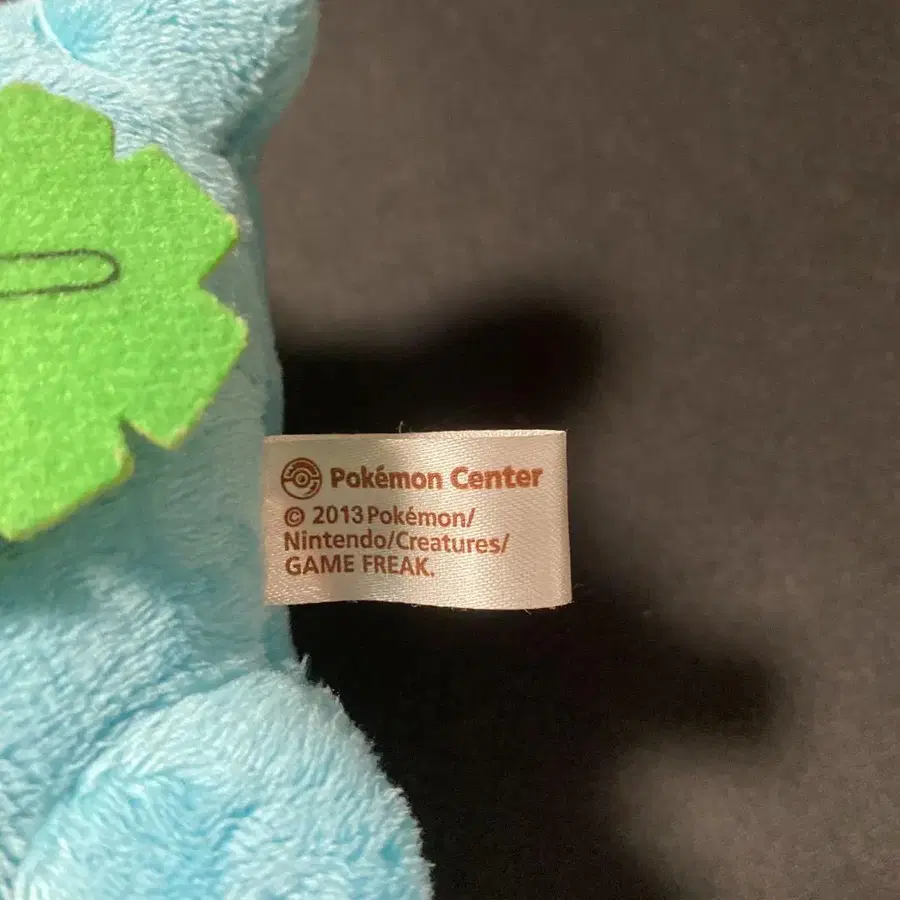 Pokémon Center
© 2013 Pokémon/
Nintendo/Creatures/
GAME FREAK.